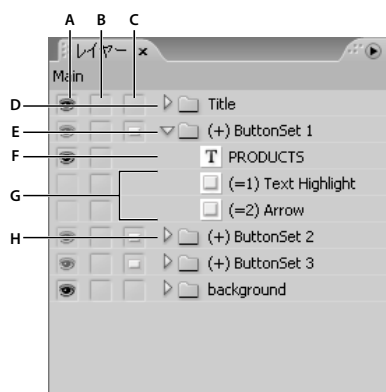 A B C
レイヤー ×
Main
D Title
E (+) ButtonSet 1
F T PRODUCTS
G (=1) Text Highlight
(=2) Arrow
H (+) ButtonSet 2
(+) ButtonSet 3
background